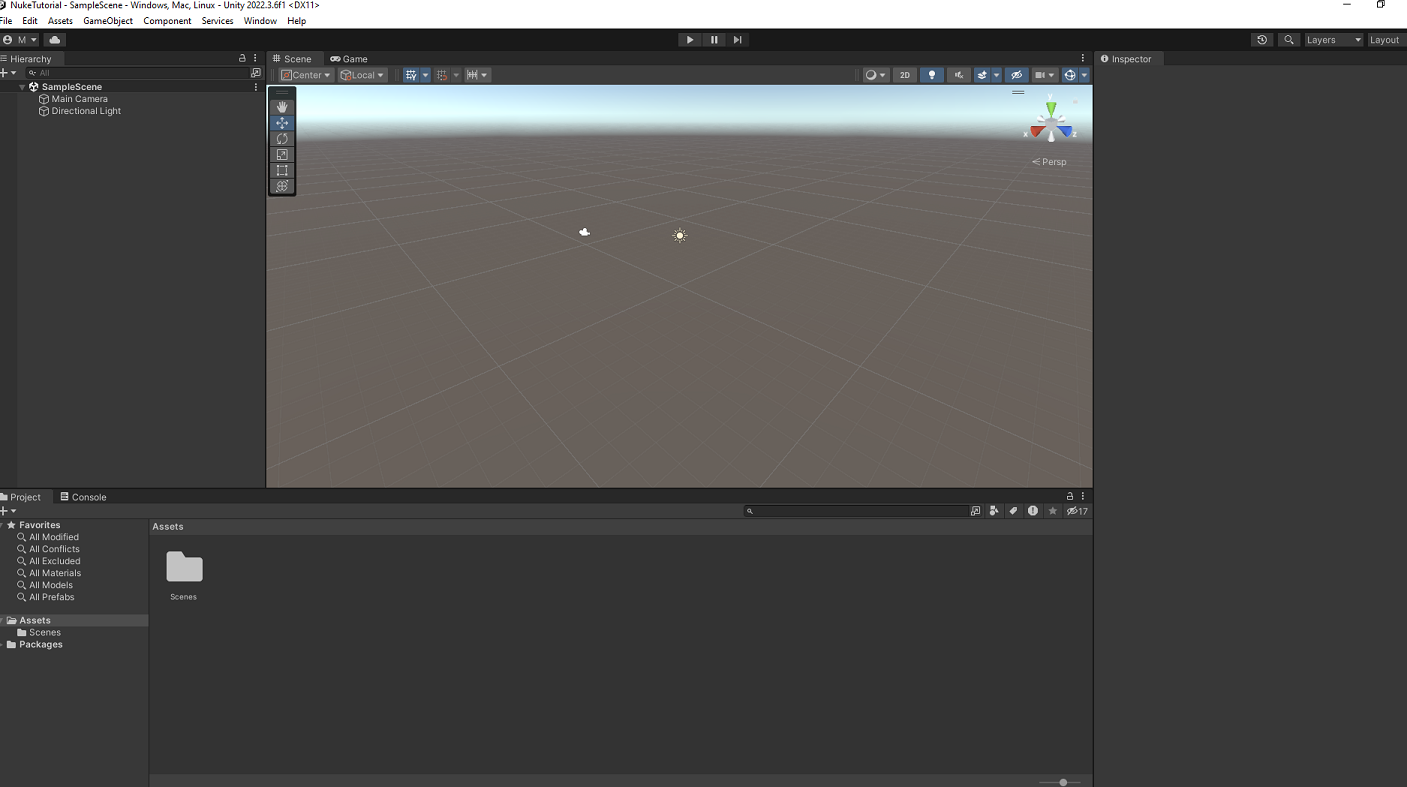 NukeTutorial - SampleScene - Windows, Mac, Linux - Unity 2022.3.6f1 <DX11>
File Edit Assets GameObject Component Services Window Help
M
Layers
Layout
Hierarchy
All
SampleScene
Main Camera
Directional Light
Scene Game
Center Local
2D
y
x z
Persp
Inspector
Project Console
17
Favorites
All Modified
All Conflicts
All Excluded
All Materials
All Models
All Prefabs
Assets
Scenes
Packages
Assets
Scenes